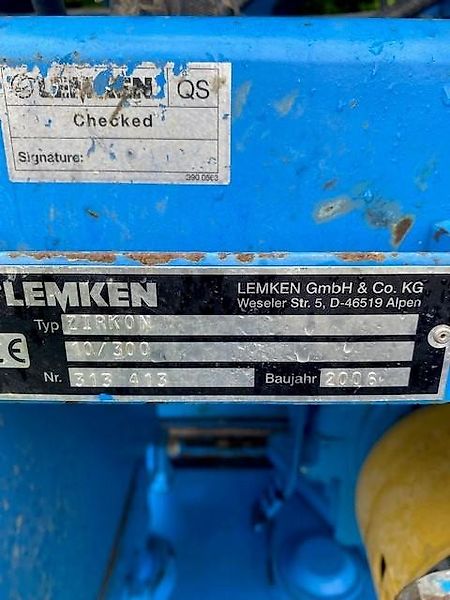 LEMKEN QS
Checked
Signature:
390 0563
LEMKEN
LEMKEN GmbH & Co. KG
Weseler Str. 5, D-46519 Alpen
Typ ZIRKON
10/300
CE
Nr. 313 413 Baujahr 2006